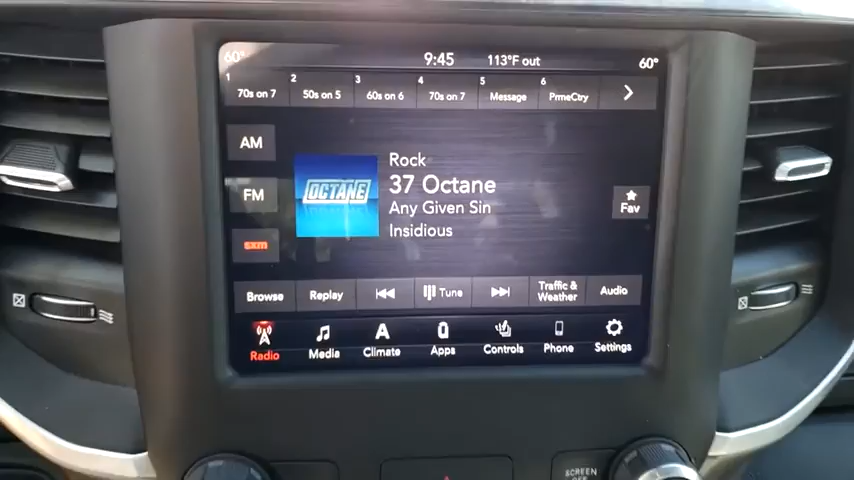 60° 9:45 113°F out 60°
1 70s on 7 2 50s on 5 3 60s on 6 4 70s on 7 5 Message 6 PrmeCtry
AM
FM
sxm
OCTANE
Rock
37 Octane
Any Given Sin
Insidious
Fav
Browse Replay Tune Traffic & Weather Audio
Radio Media Climate Apps Controls Phone Settings
SCREEN
OFF